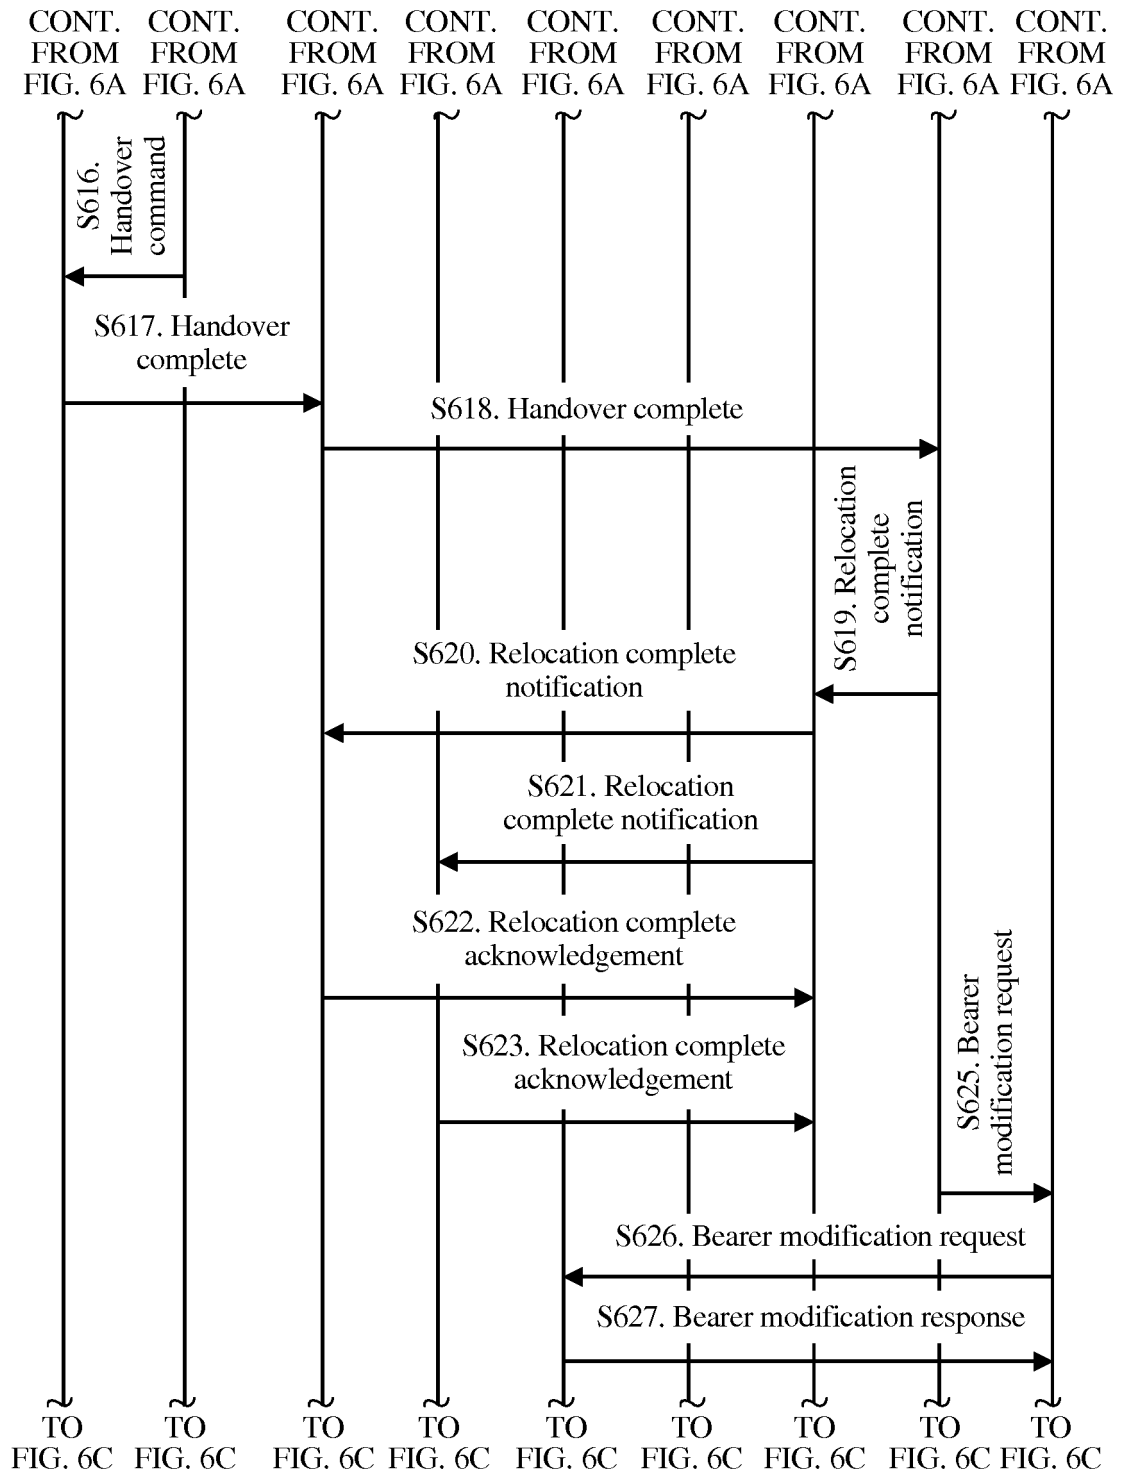 CONT. CONT. CONT. CONT. CONT. CONT. CONT. CONT. CONT.
FROM FROM FROM FROM FROM FROM FROM FROM FROM
FIG. 6A FIG. 6A FIG. 6A FIG. 6A FIG. 6A FIG. 6A FIG. 6A FIG. 6A FIG. 6A
S616.
Handover
command
S617. Handover
complete
S618. Handover complete
S619. Relocation
complete
notification
S620. Relocation complete
notification
S621. Relocation
complete notification
S622. Relocation complete
acknowledgement
S623. Relocation complete
acknowledgement
S625. Bearer
modification request
S626. Bearer modification request
S627. Bearer modification response
TO TO TO TO TO TO TO TO TO
FIG. 6C FIG. 6C FIG. 6C FIG. 6C FIG. 6C FIG. 6C FIG. 6C FIG. 6C FIG. 6C